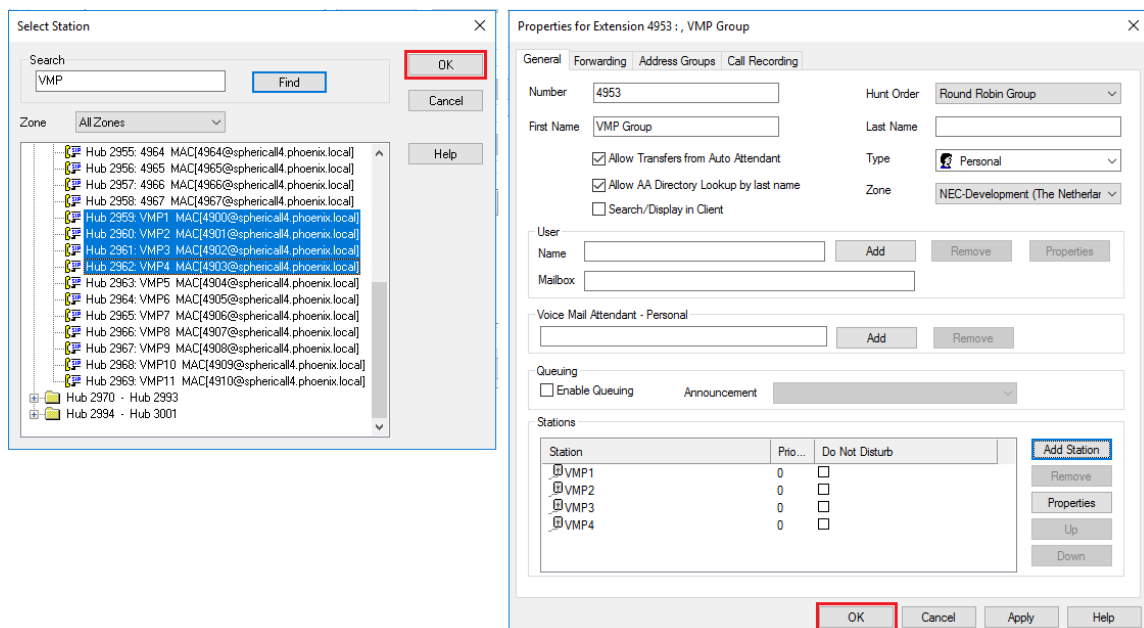 Select Station
Search
VMP
Find
OK
Cancel
Help
Zone
All Zones
Hub 2955: 4964 MAC[4964@sphericall4.phoenix.local]
Hub 2956: 4965 MAC[4965@sphericall4.phoenix.local]
Hub 2957: 4966 MAC[4966@sphericall4.phoenix.local]
Hub 2958: 4967 MAC[4967@sphericall4.phoenix.local]
Hub 2959: VMP1 MAC[4900@sphericall4.phoenix.local]
Hub 2960: VMP2 MAC[4901@sphericall4.phoenix.local]
Hub 2961: VMP3 MAC[4902@sphericall4.phoenix.local]
Hub 2962: VMP4 MAC[4903@sphericall4.phoenix.local]
Hub 2963: VMP5 MAC[4904@sphericall4.phoenix.local]
Hub 2964: VMP6 MAC[4905@sphericall4.phoenix.local]
Hub 2965: VMP7 MAC[4906@sphericall4.phoenix.local]
Hub 2966: VMP8 MAC[4907@sphericall4.phoenix.local]
Hub 2967: VMP9 MAC[4908@sphericall4.phoenix.local]
Hub 2968: VMP10 MAC[4909@sphericall4.phoenix.local]
Hub 2969: VMP11 MAC[4910@sphericall4.phoenix.local]
Hub 2970 - Hub 2993
Hub 2994 - Hub 3001
Properties for Extension 4953 : , VMP Group
General Forwarding Address Groups Call Recording
Number 4953 Hunt Order Round Robin Group
First Name VMP Group Last Name
Allow Transfers from Auto Attendant Type Personal
Allow AA Directory Lookup by last name Zone NEC-Development (The Netherlar
Search/Display in Client
User
Name Add Remove Properties
Mailbox
Voice Mail Attendant - Personal
Add Remove
Queuing
Enable Queuing Announcement
Stations
Station Prio... Do Not Disturb Add Station
VMP1 0 Remove
VMP2 0 Properties
VMP3 0 Up
VMP4 0 Down
OK Cancel Apply Help